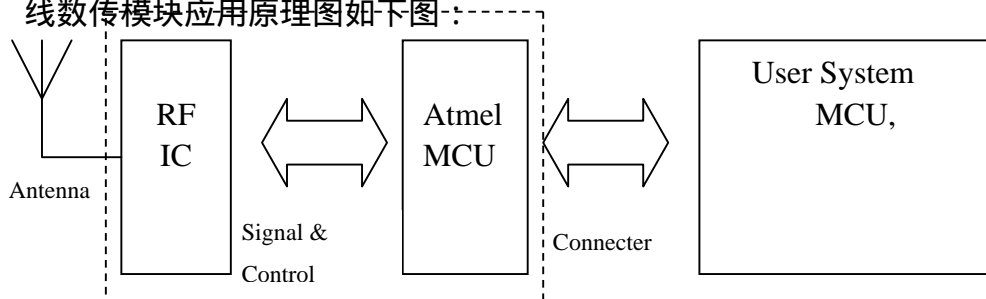 线数传模块应用原理图如下图：
RF
IC
Atmel
MCU
User System
MCU,
Antenna
Signal &
Control
Connecter